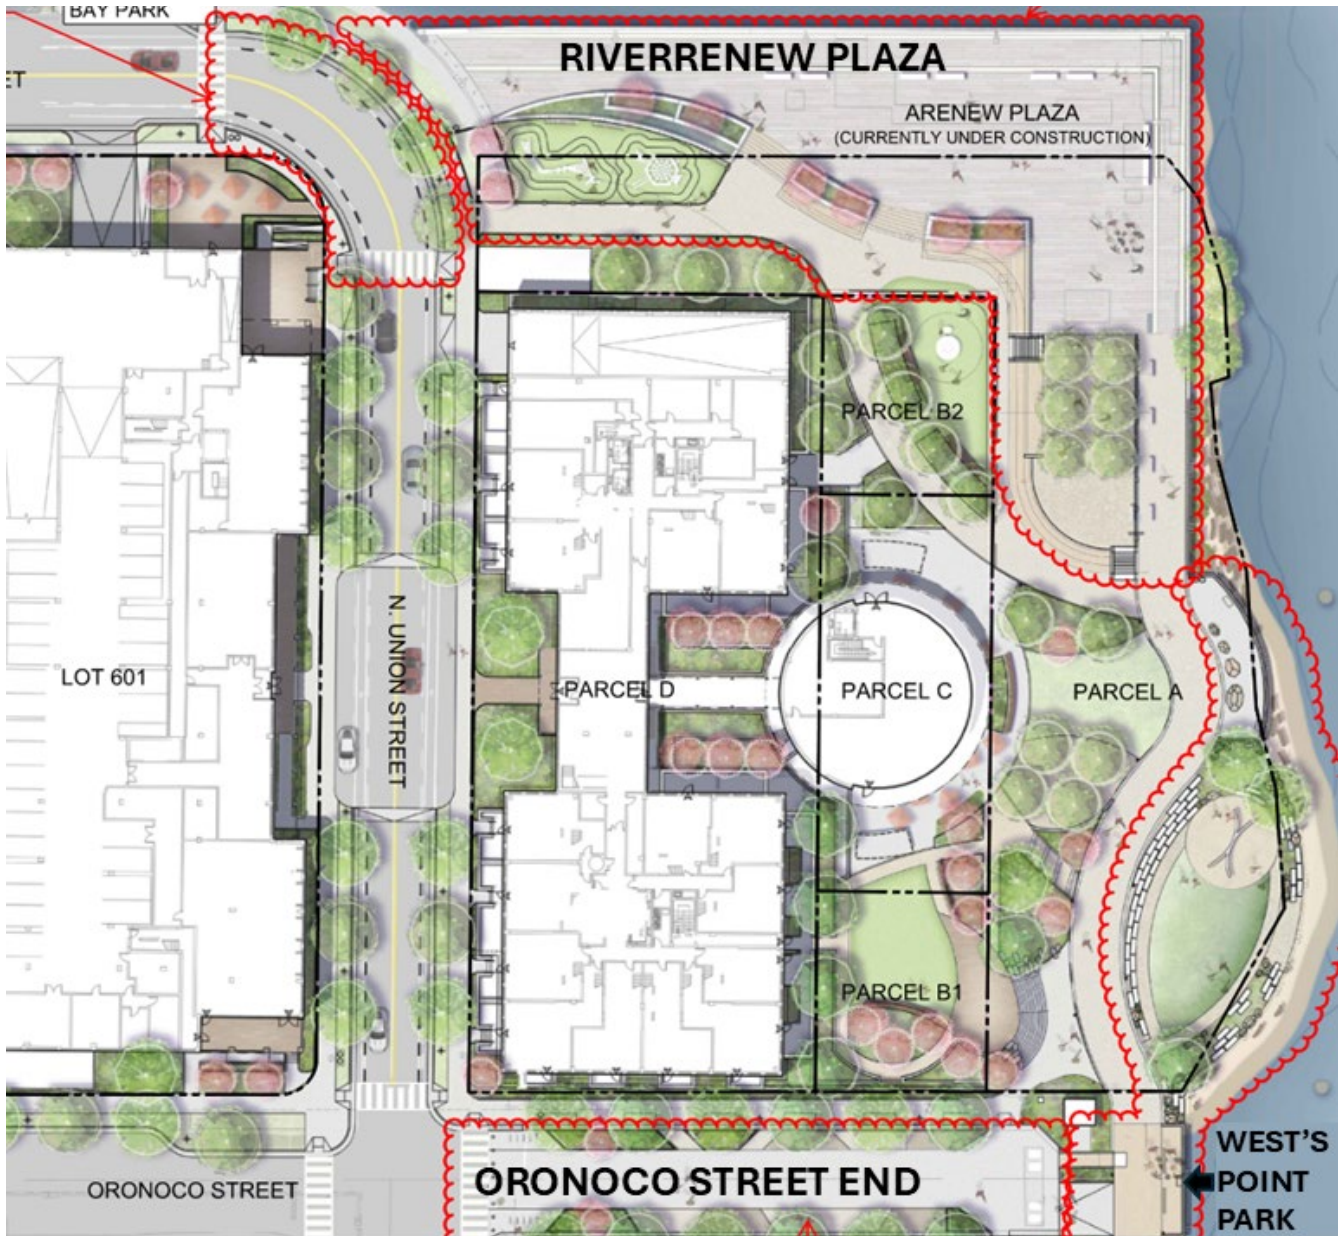 BAY PARK
RIVERRENEW PLAZA
ET
ARENEW PLAZA
(CURRENTLY UNDER CONSTRUCTION)
PARCEL B2
N. UNION STREET
LOT 601
PARCEL D
PARCEL C
PARCEL A
PARCEL B1
WEST'S
POINT
PARK
ORONOCO STREET END
ORONOCO STREET